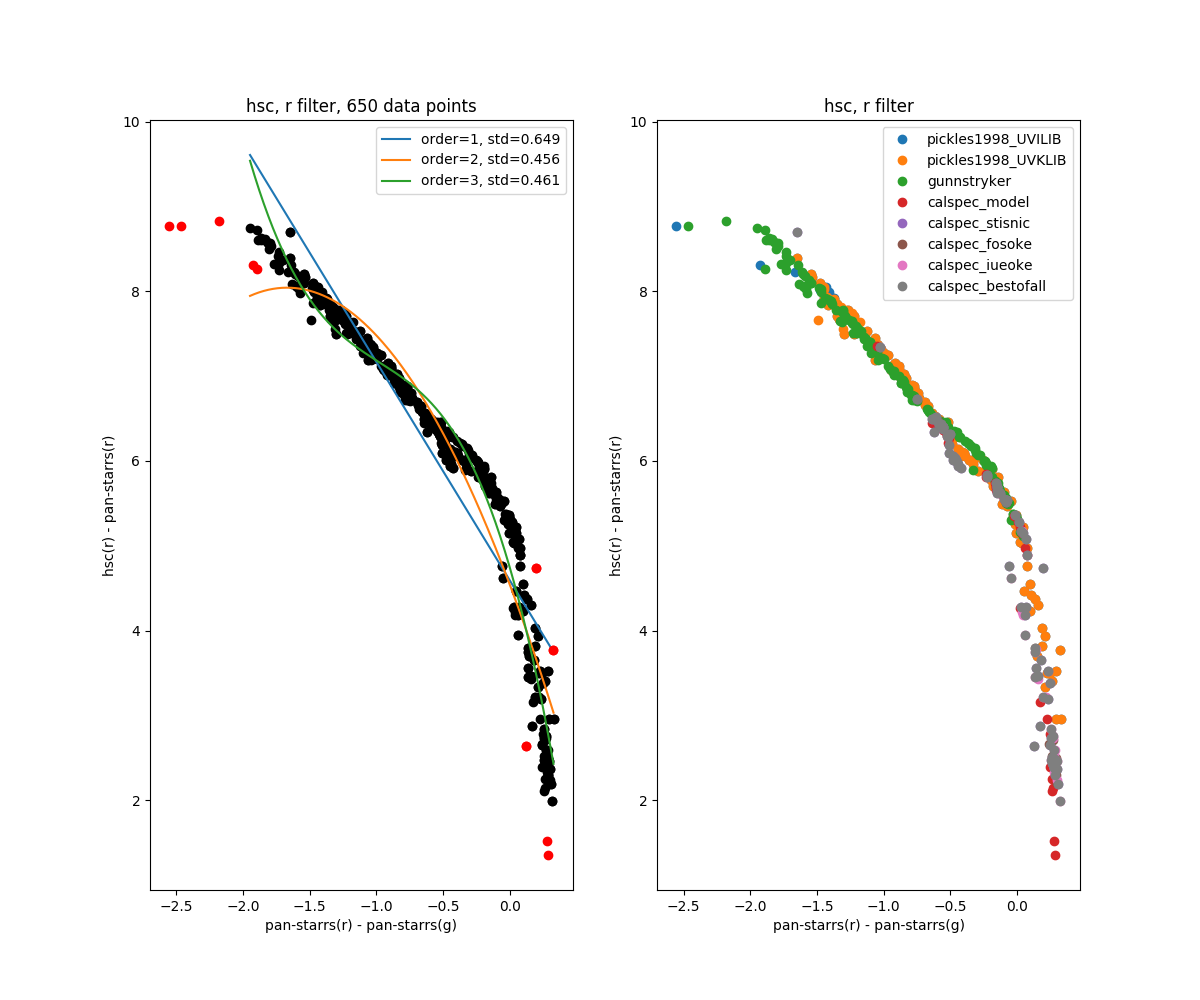 hsc, r filter, 650 data points
order=1, std=0.649
order=2, std=0.456
order=3, std=0.461
10
8
6
4
2
hsc(r) - pan-starrs(r)
−2.5 −2.0 −1.5 −1.0 −0.5 0.0
pan-starrs(r) - pan-starrs(g)
hsc, r filter
pickles1998_UVILIB
pickles1998_UVKLIB
gunnstryker
calspec_model
calspec_stisnic
calspec_fosoke
calspec_iueoke
calspec_bestofall
10
8
6
4
2
hsc(r) - pan-starrs(r)
−2.5 −2.0 −1.5 −1.0 −0.5 0.0
pan-starrs(r) - pan-starrs(g)